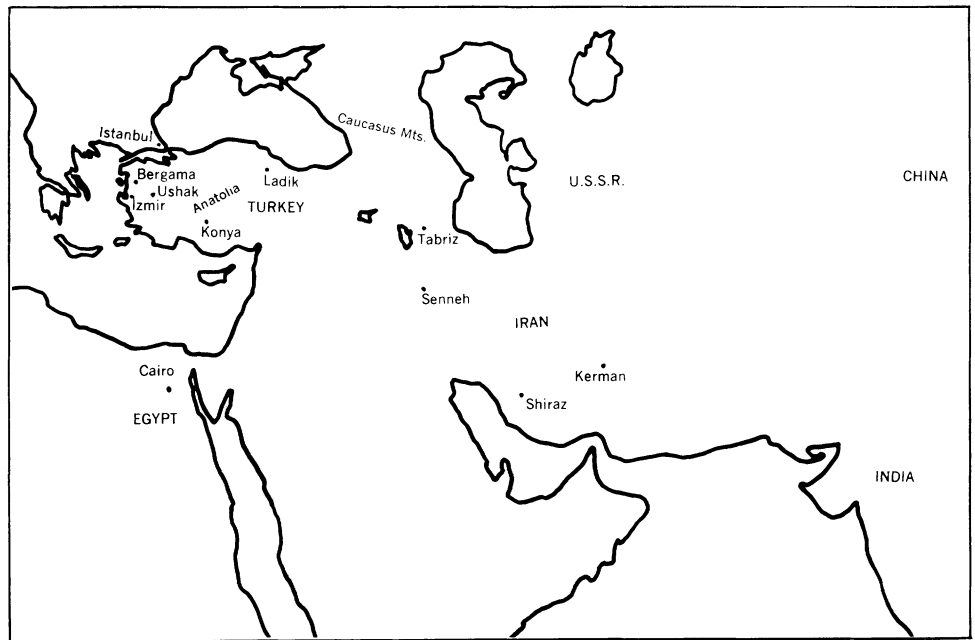 Caucasus Mts.
Istanbul
Bergama
Ushak
Izmir
Anatolia
Ladik
TURKEY
Konya
U.S.S.R.
CHINA
Tabriz
Senneh
IRAN
Cairo
EGYPT
Kerman
Shiraz
INDIA